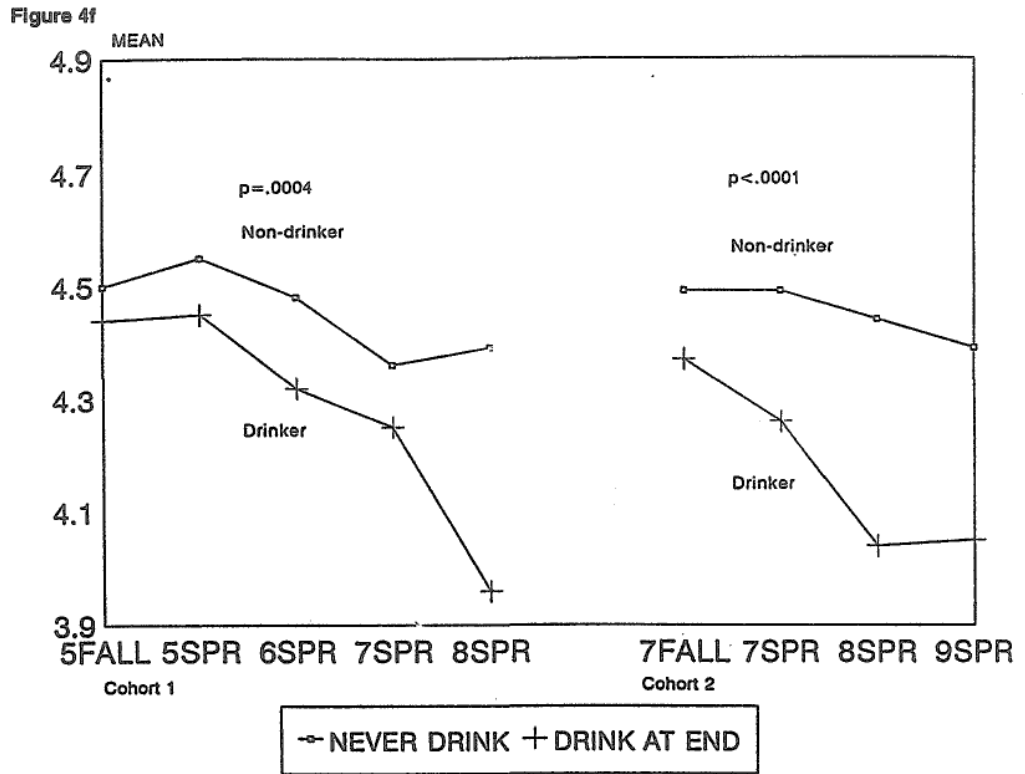 Figure 4f
MEAN
4.9
4.7
4.5
4.3
4.1
3.9
p=.0004
p<.0001
Non-drinker
Non-drinker
Drinker
Drinker
5FALL 5SPR 6SPR 7SPR 8SPR 7FALL 7SPR 8SPR 9SPR
Cohort 1 Cohort 2
NEVER DRINK DRINK AT END